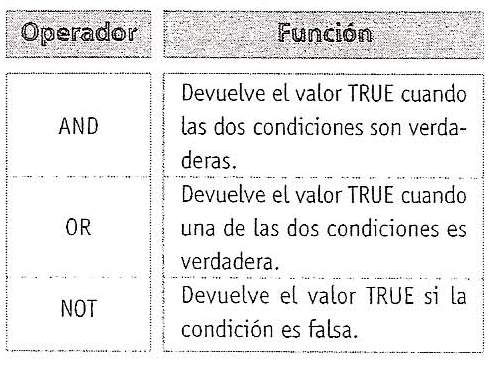 Operador
Función
AND
Devuelve el valor TRUE cuando
las dos condiciones son verda-
deras.
OR
Devuelve el valor TRUE cuando
una de las dos condiciones es
verdadera.
NOT
Devuelve el valor TRUE si la
condición es falsa.